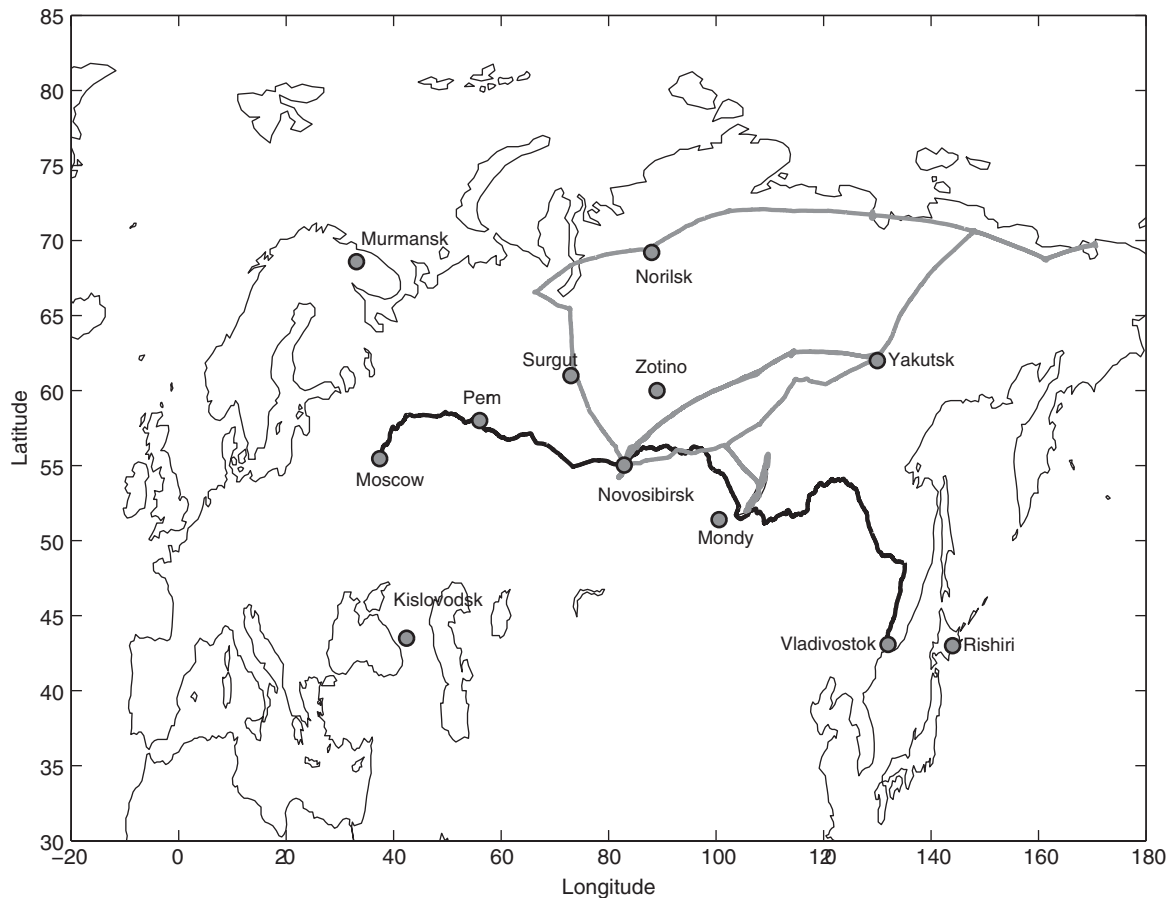 85
80
75
70
65
60
55
50
45
40
35
30
Latitude
Murmansk
Norilsk
Surgut
Zotino
Yakutsk
Pem
Moscow
Novosibirsk
Mondy
Kislovodsk
Vladivostok
Rishiri
−20 0 20 40 60 80 100 120 140 160 180
Longitude